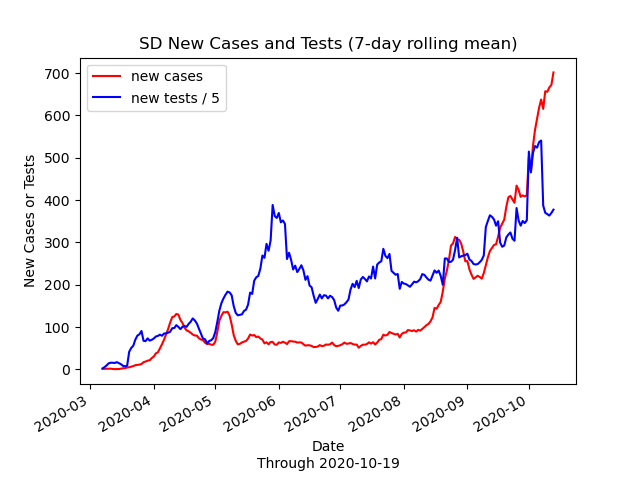 SD New Cases and Tests (7-day rolling mean)
new cases
new tests / 5
New Cases or Tests
700
600
500
400
300
200
100
0
2020-03
2020-04
2020-05
2020-06
2020-07
2020-08
2020-09
2020-10
Date
Through 2020-10-19